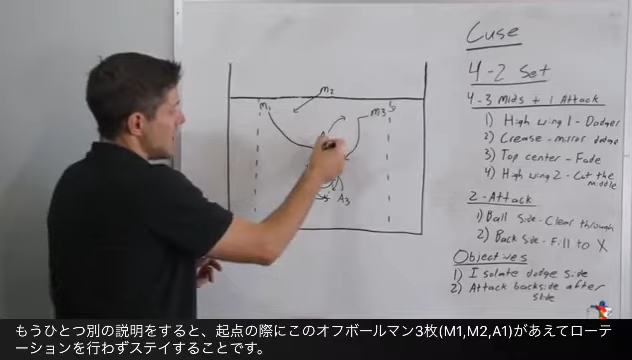 Cuse
4-2 Set
4-3 Mids + 1 Attack
1) High wing 1 - Dodger
2) Crease - mirror dodge
3) Top center - Fade
4) High wing 2 - Cut the middle
2-Attack
1) Ball side - Clear through
2) Back side - Fill to X
Objectives
1) Isolate dodge side
2) Attack backside after slide
M2
M1
M3
A3
もうひとつ別の説明をすると、起点の際にこのオフボールマン3枚(M1,M2,A1)があえてローテ
ーションを行わずステイすることです。